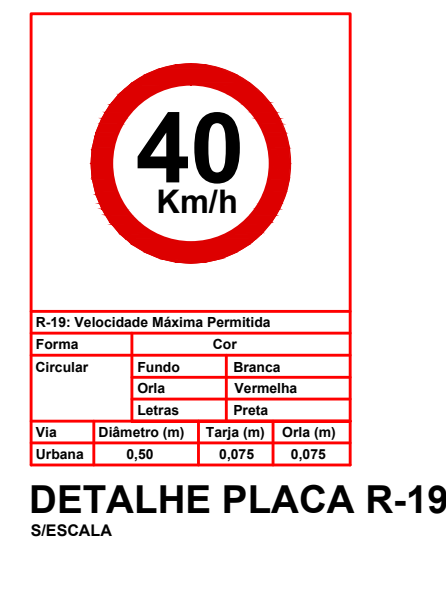 40
Km/h
R-19: Velocidade Máxima Permitida
Forma Cor
Circular Fundo Branca
Orla Vermelha
Letras Preta
Via Diâmetro (m) Tarja (m) Orla (m)
Urbana 0,50 0,075 0,075
DETALHE PLACA R-19
S/ESCALA